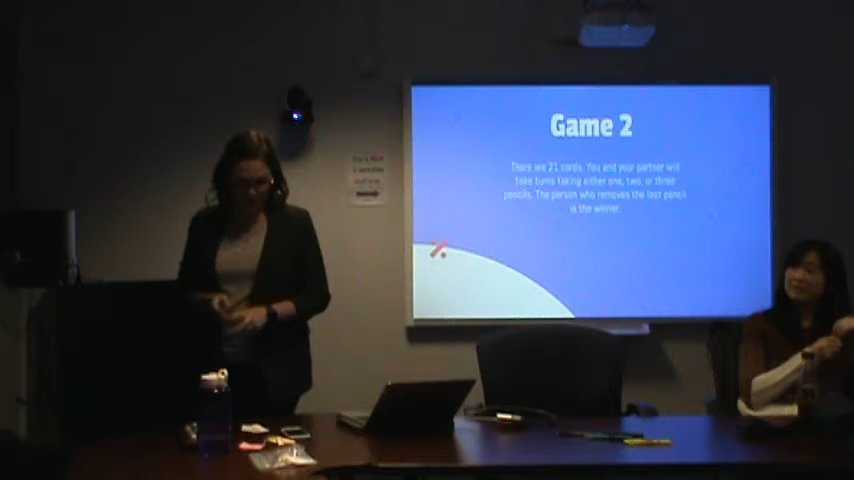 Game 2
There are 21 cards. You and your partner will
take turns taking either one, two, or three
pencils. The person who removes the last pencil
is the winner.